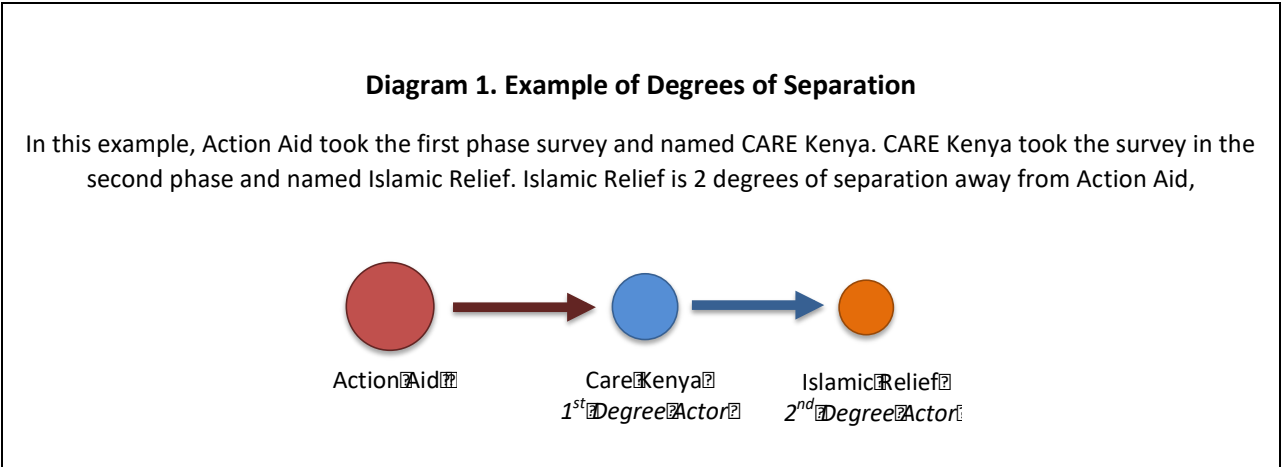 Diagram 1. Example of Degrees of Separation
In this example, Action Aid took the first phase survey and named CARE Kenya. CARE Kenya took the survey in the
second phase and named Islamic Relief. Islamic Relief is 2 degrees of separation away from Action Aid,
Action Aid
Care Kenya
1st Degree Actor
Islamic Relief
2nd Degree Actor